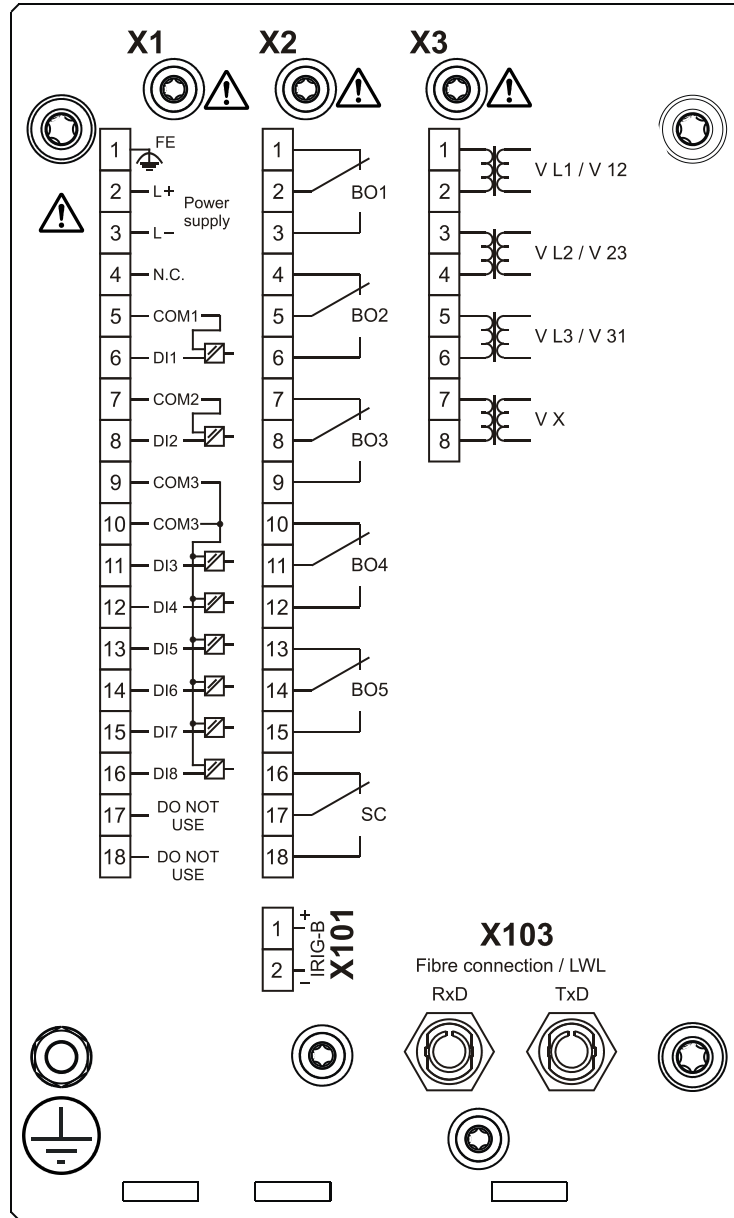 X1
X2
X3
1 FE
2 L+
3 L–
Power
supply
4 N.C.
5 COM1
6 DI1
7 COM2
8 DI2
9 COM3
10 COM3
11 DI3
12 DI4
13 DI5
14 DI6
15 DI7
16 DI8
17 DO NOT
USE
18 DO NOT
USE
1
2 BO1
3
4
5 BO2
6
7
8 BO3
9
10
11 BO4
12
13
14 BO5
15
16
17 SC
18
1
2
V L1 / V 12
3
4
V L2 / V 23
5
6
V L3 / V 31
7
8
V X
1 +
2 –
IRIG-B
X101
X103
Fibre connection / LWL
RxD
TxD